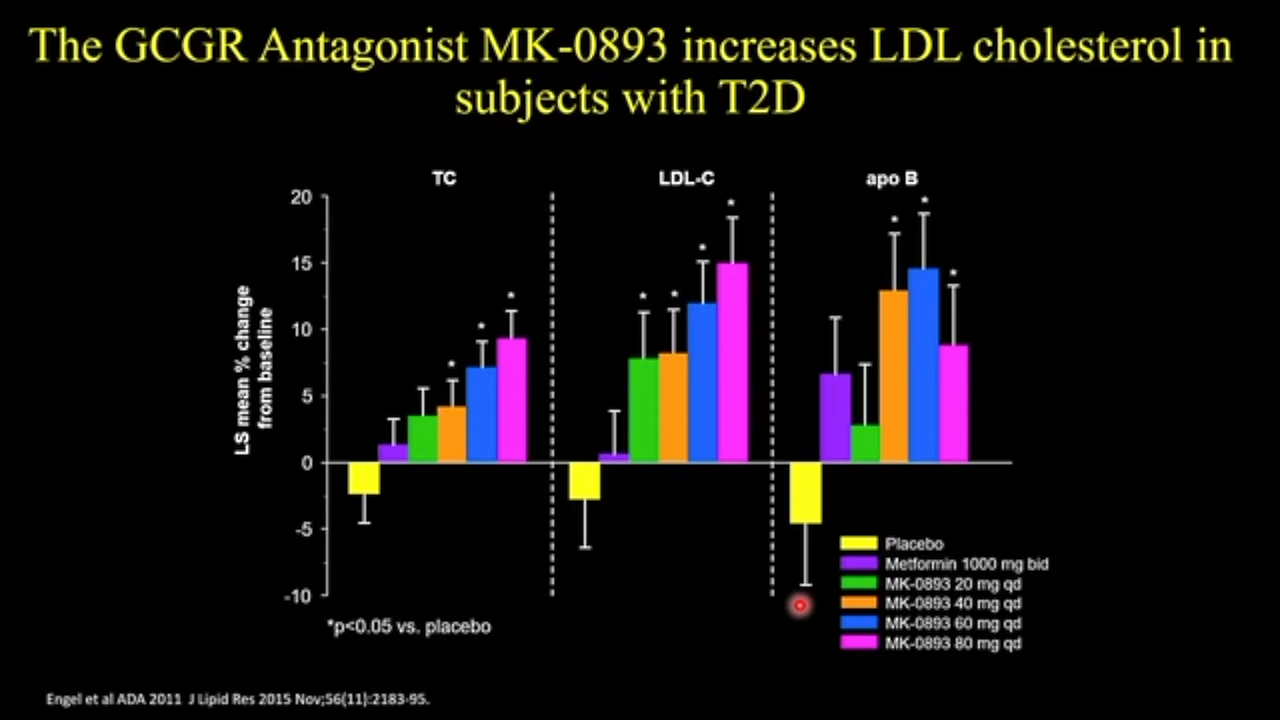 The GCGR Antagonist MK-0893 increases LDL cholesterol in
subjects with T2D
TC
LDL-C
apo B
20
15
10
5
0
-5
-10
LS mean % change
from baseline
* * *
* * * *
* * *
Placebo
Metformin 1000 mg bid
MK-0893 20 mg qd
MK-0893 40 mg qd
MK-0893 60 mg qd
MK-0893 80 mg qd
*p<0.05 vs. placebo
Engel et al ADA 2011 J Lipid Res 2015 Nov;56(11):2183-95.